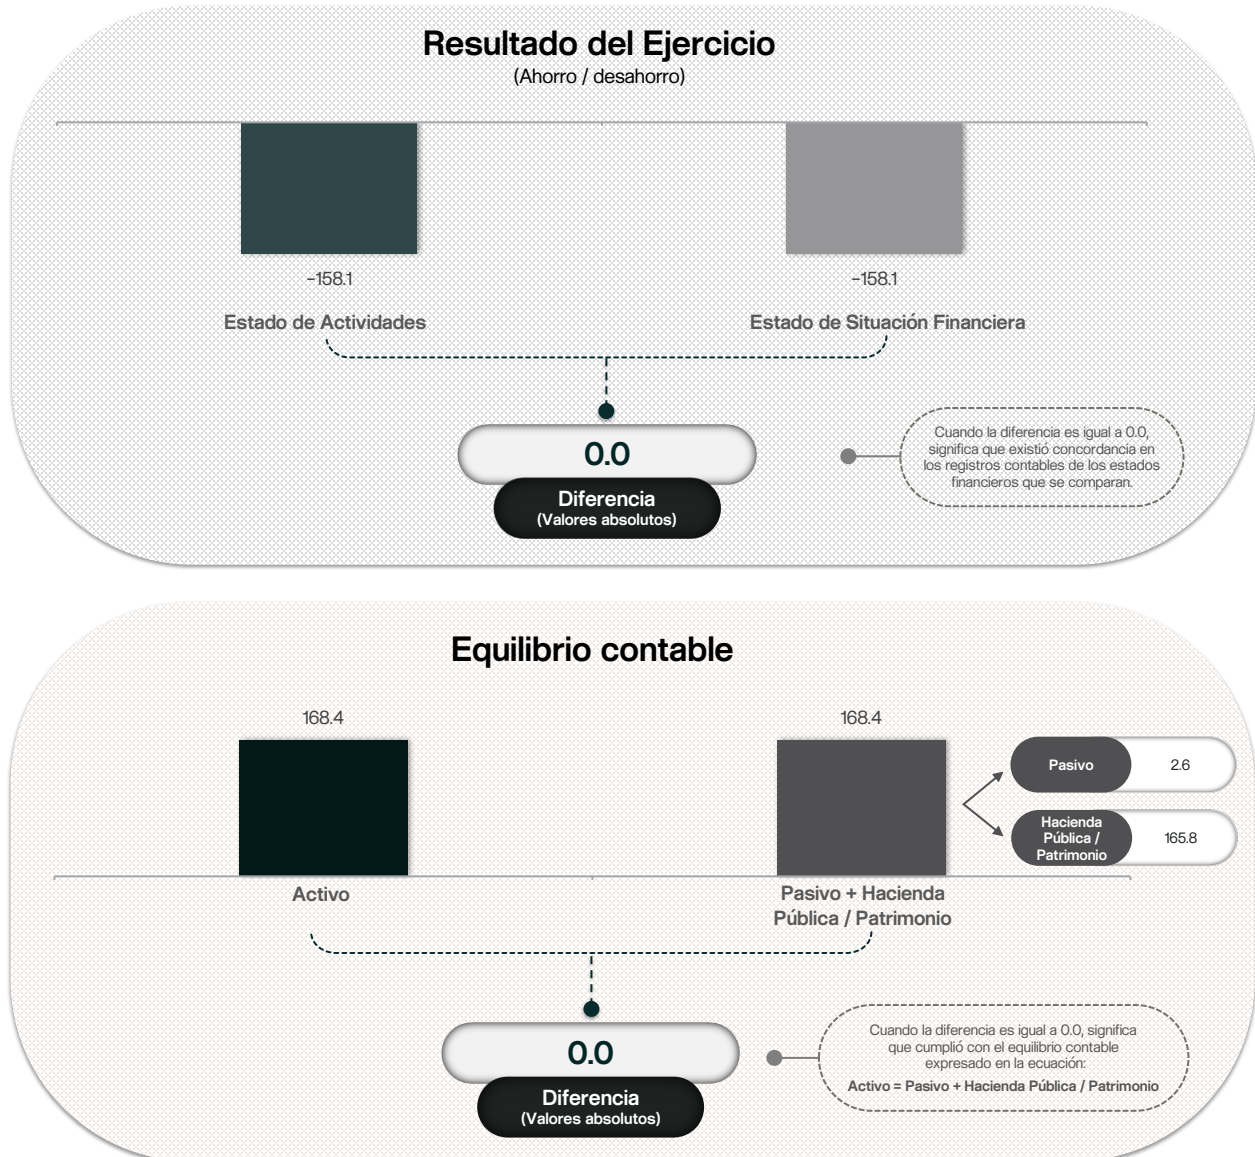 Resultado del Ejercicio
(Ahorro / desahorro)
-158.1
-158.1
Estado de Actividades
Estado de Situación Financiera
0.0
Diferencia
(Valores absolutos)
Cuando la diferencia es igual a 0.0,
significa que existió concordancia en
los registros contables de los estados
financieros que se comparan.
Equilibrio contable
168.4
168.4
Pasivo
2.6
Hacienda
Pública /
Patrimonio
165.8
Activo
Pasivo + Hacienda
Pública / Patrimonio
0.0
Diferencia
(Valores absolutos)
Cuando la diferencia es igual a 0.0, significa
que cumplió con el equilibrio contable
expresado en la ecuación:
Activo = Pasivo + Hacienda Pública / Patrimonio